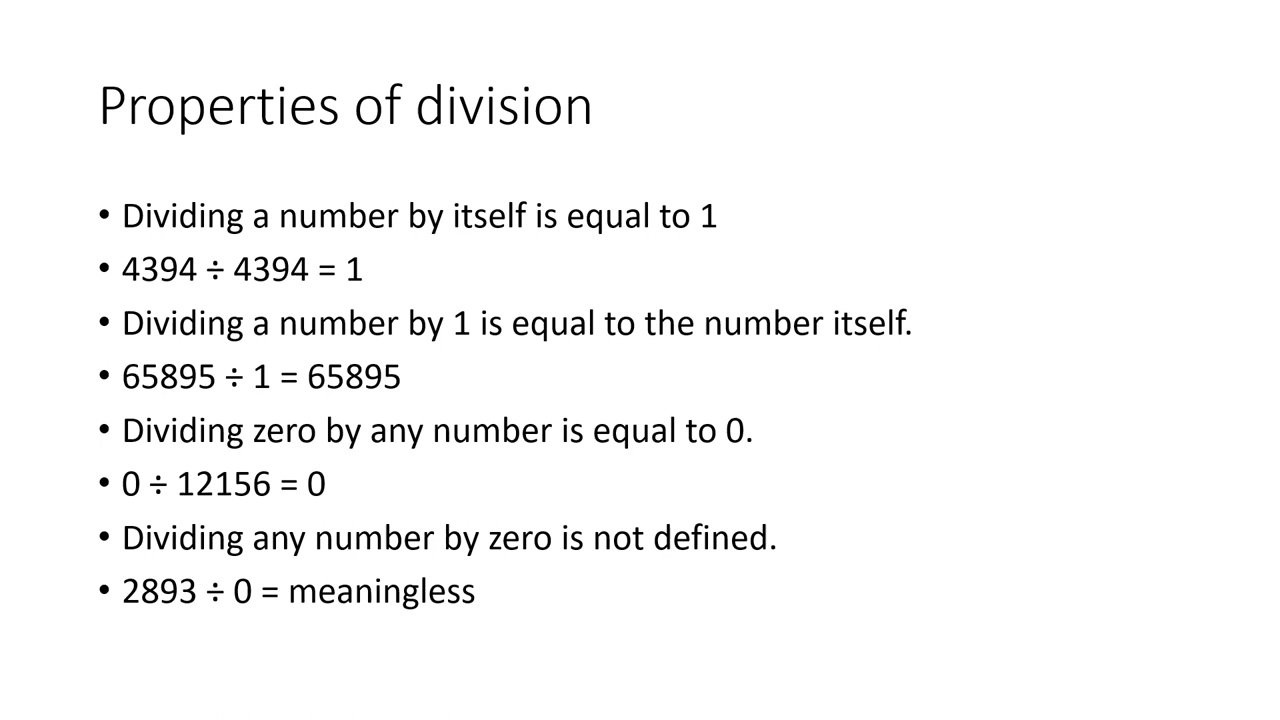 Properties of division
• Dividing a number by itself is equal to 1
• 4394 ÷ 4394 = 1
• Dividing a number by 1 is equal to the number itself.
• 65895 ÷ 1 = 65895
• Dividing zero by any number is equal to 0.
• 0 ÷ 12156 = 0
• Dividing any number by zero is not defined.
• 2893 ÷ 0 = meaningless